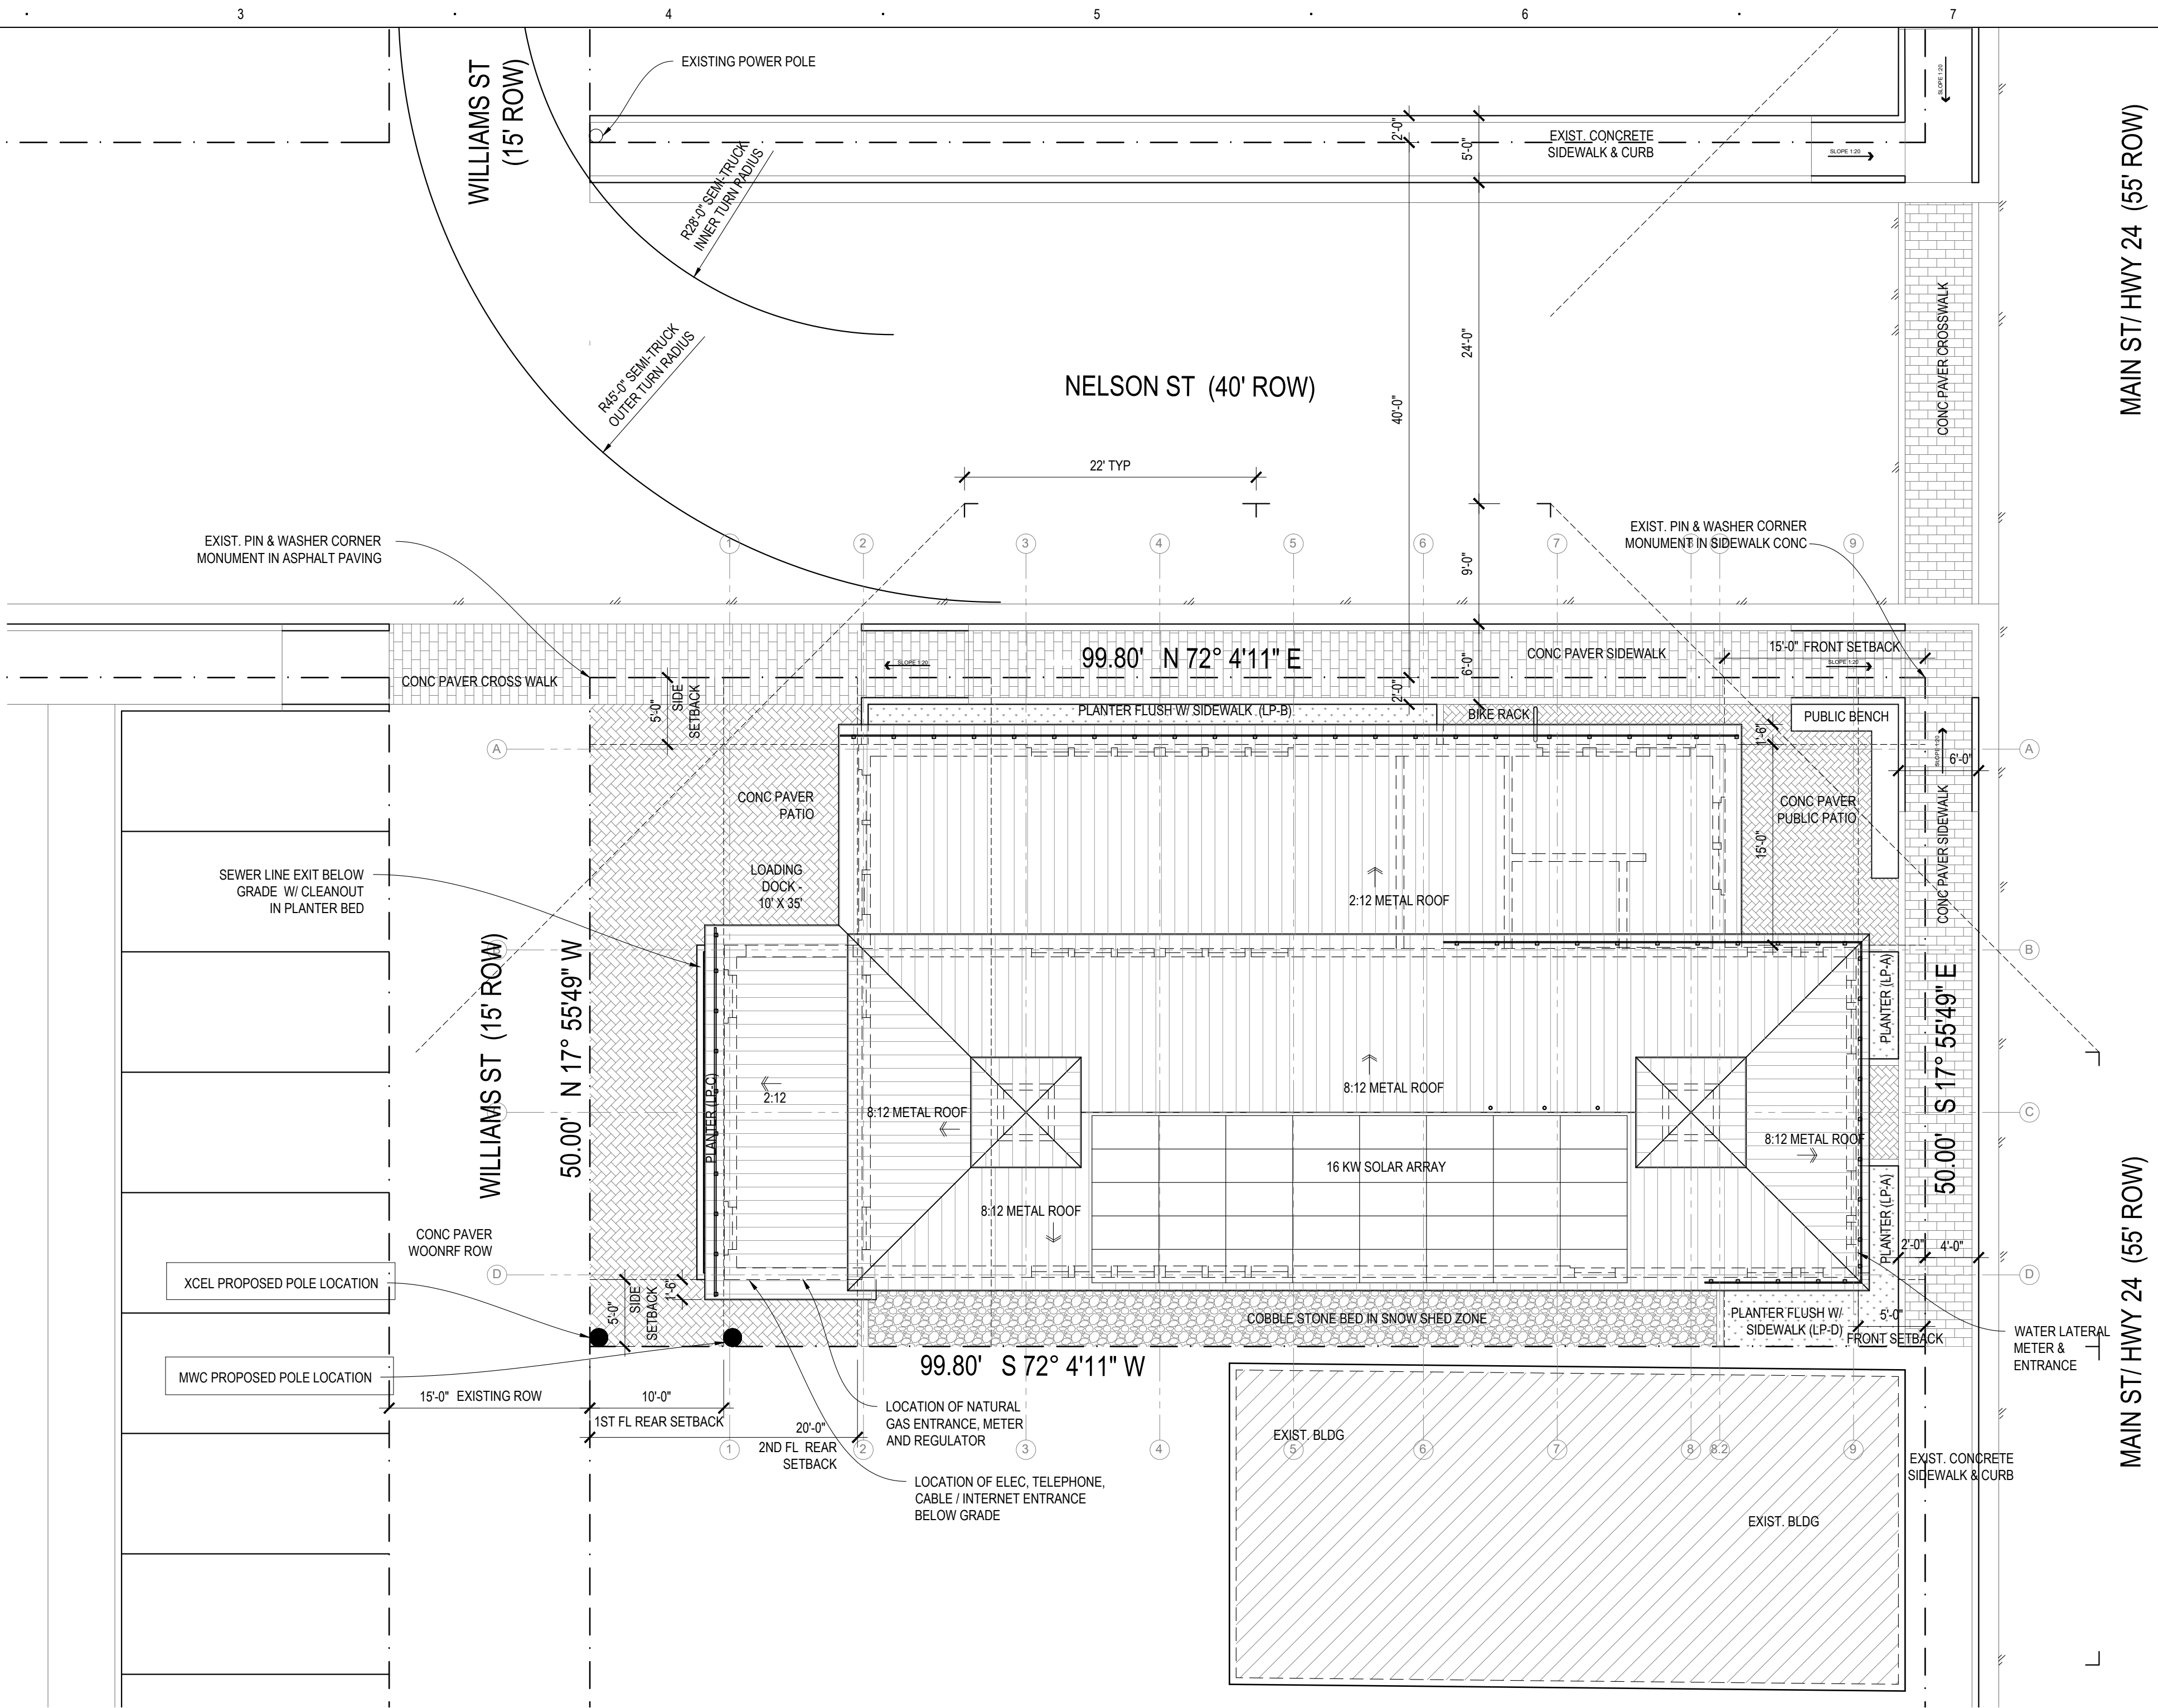 3
4
5
6
7
WILLIAMS ST
(15' ROW)
EXISTING POWER POLE
2'-0"
5'-0"
EXIST. CONCRETE
SIDEWALK & CURB
SLOPE 1:20
SLOPE 1:20
MAIN ST/ HWY 24 (55' ROW)
R28'-0" SEMI-TRUCK
INNER TURN RADIUS
R45'-0" SEMI-TRUCK
OUTER TURN RADIUS
NELSON ST (40' ROW)
24'-0"
40'-0"
CONC PAVER CROSSWALK
22' TYP
EXIST. PIN & WASHER CORNER
MONUMENT IN ASPHALT PAVING
EXIST. PIN & WASHER CORNER
MONUMENT IN SIDEWALK CONC
1
2
3
4
5
6
7
9
9'-0"
6'-0"
2'-0"
CONC PAVER CROSS WALK
SLOPE 1:20
99.80' N 72° 4'11" E
CONC PAVER SIDEWALK
15'-0" FRONT SETBACK
SLOPE 1:20
5'-0"
SIDE
SETBACK
PLANTER FLUSH W/ SIDEWALK (LP-B)
BIKE RACK
PUBLIC BENCH
1'-6"
SLOPE 1:20
6'-0"
A
A
CONC PAVER
PATIO
CONC PAVER
PUBLIC PATIO
15'-0"
CONC PAVER SIDEWALK
LOADING
DOCK -
10' X 35'
SEWER LINE EXIT BELOW
GRADE W/ CLEANOUT
IN PLANTER BED
2:12 METAL ROOF
B
B
WILLIAMS ST (15' ROW)
50.00' N 17° 55'49" W
PLANTER (LP-C)
2:12
8:12 METAL ROOF
8:12 METAL ROOF
PLANTER (LP-A)
50.00' S 17° 55'49" E
C
8:12 METAL ROOF
16 KW SOLAR ARRAY
8:12 METAL ROOF
PLANTER (LP-A)
CONC PAVER
WOONRF ROW
2'-0"
4'-0"
XCEL PROPOSED POLE LOCATION
D
D
5'-0"
SIDE
SETBACK
1'-6"
COBBLE STONE BED IN SNOW SHED ZONE
PLANTER FLUSH W/
SIDEWALK (LP-D)
5'-0"
FRONT SETBACK
WATER LATERAL
METER &
ENTRANCE
MAIN ST/ HWY 24 (55' ROW)
MWC PROPOSED POLE LOCATION
99.80' S 72° 4'11" W
15'-0" EXISTING ROW
10'-0"
1ST FL REAR SETBACK
20'-0"
2ND FL REAR
SETBACK
LOCATION OF NATURAL
GAS ENTRANCE, METER
AND REGULATOR
LOCATION OF ELEC, TELEPHONE,
CABLE / INTERNET ENTRANCE
BELOW GRADE
EXIST. BLDG
1
2
3
4
5
6
7
8
8.2
9
EXIST. CONCRETE
SIDEWALK & CURB
EXIST. BLDG